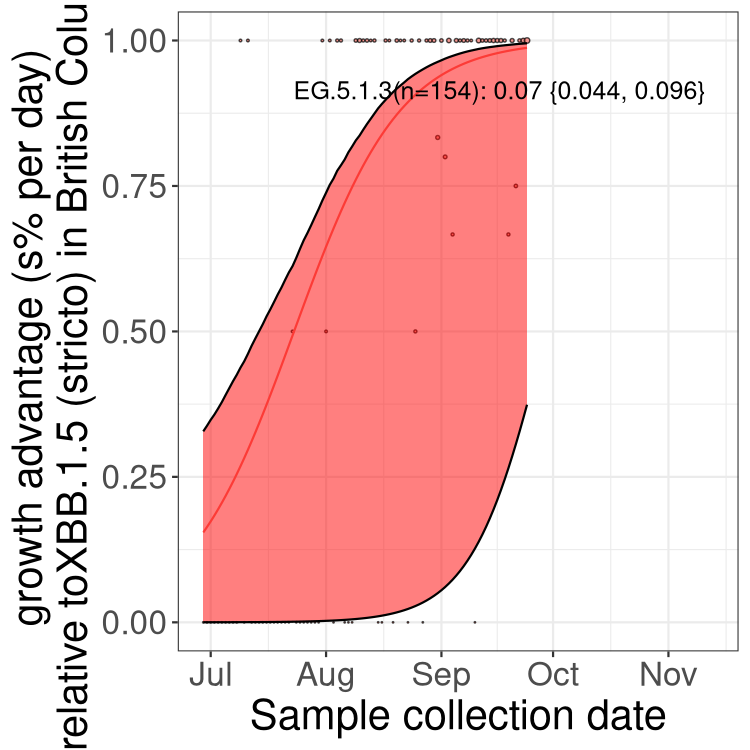 growth advantage (s% per day)
relative toXBB.1.5 (stricto) in British Colu
1.00
0.75
0.50
0.25
0.00
EG.5.1.3(n=154): 0.07 {0.044, 0.096}
Jul Aug Sep Oct Nov
Sample collection date